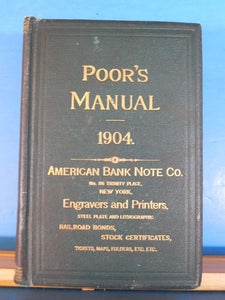 POOR'S
MANUAL
1904.
AMERICAN BANK NOTE CO.
No. 86 TRINITY PLACE,
NEW YORK,
Engravers and Printers,
STEEL PLATE AND LITHOGRAPHIC
RAILROAD BONDS,
STOCK CERTIFICATES,
TICKETS, MAPS, FOLDERS, ETC., ETC.